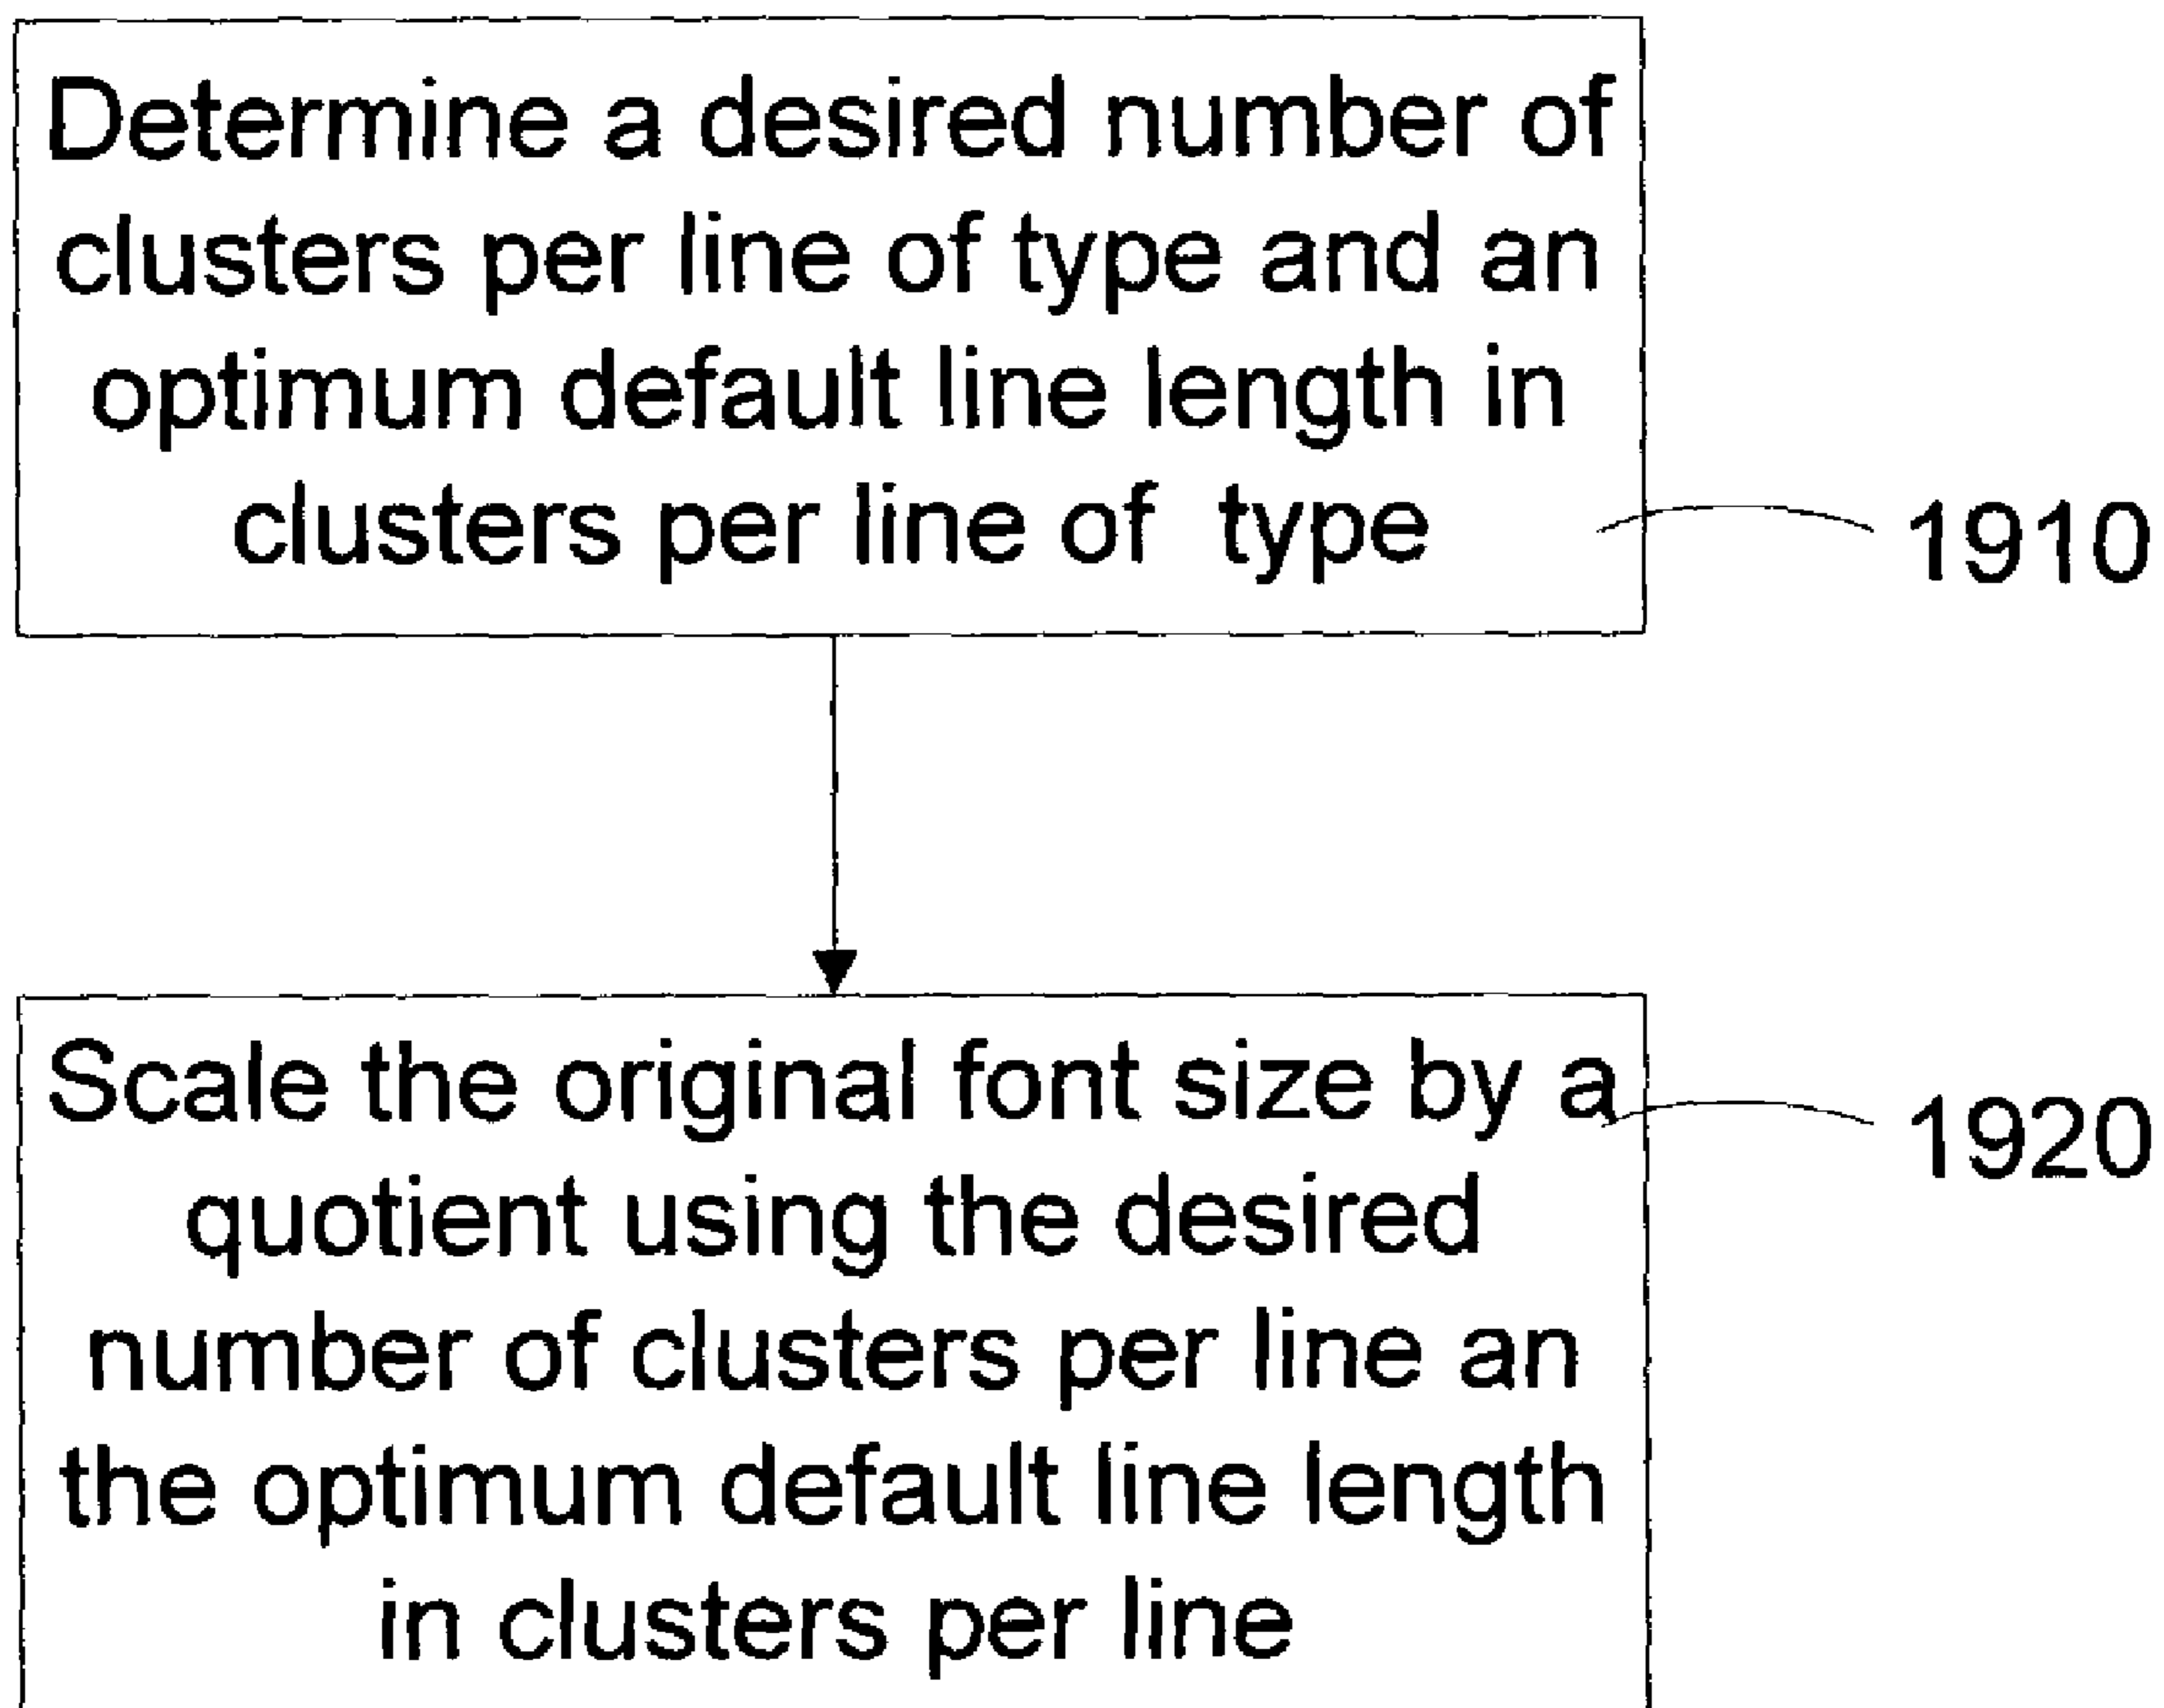 Determine a desired number of
clusters per line of type and an
optimum default line length in
clusters per line of type
1910
Scale the original font size by a
1920
quotient using the desired
number of clusters per line an
the optimum default line length
in clusters per line